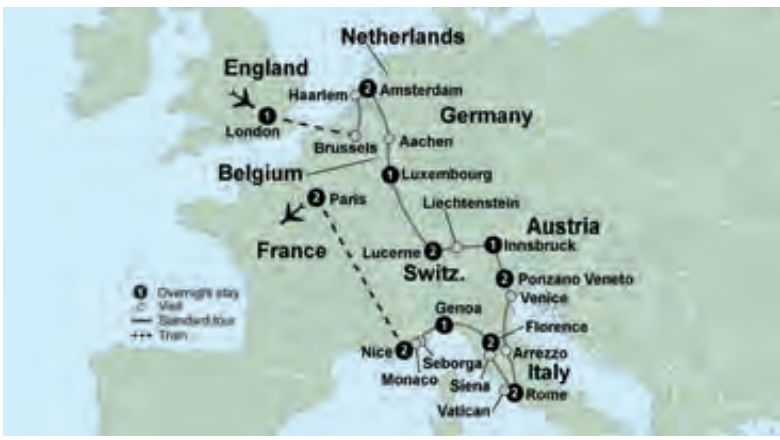 Netherlands
England
2 Amsterdam
Haarlem
1
London
Germany
Brussels
Aachen
Belgium
1 Luxembourg
2 Paris
Liechtenstein
Austria
France
Lucerne 2
1 Innsbruck
Switz.
2 Ponzano Veneto
1 Overnight stay
Visit
Standard tour
Train
Venice
Genoa
1
Florence
2
Nice 2
Seborga
Arrezzo
Monaco
Siena
Italy
2 Rome
Vatican